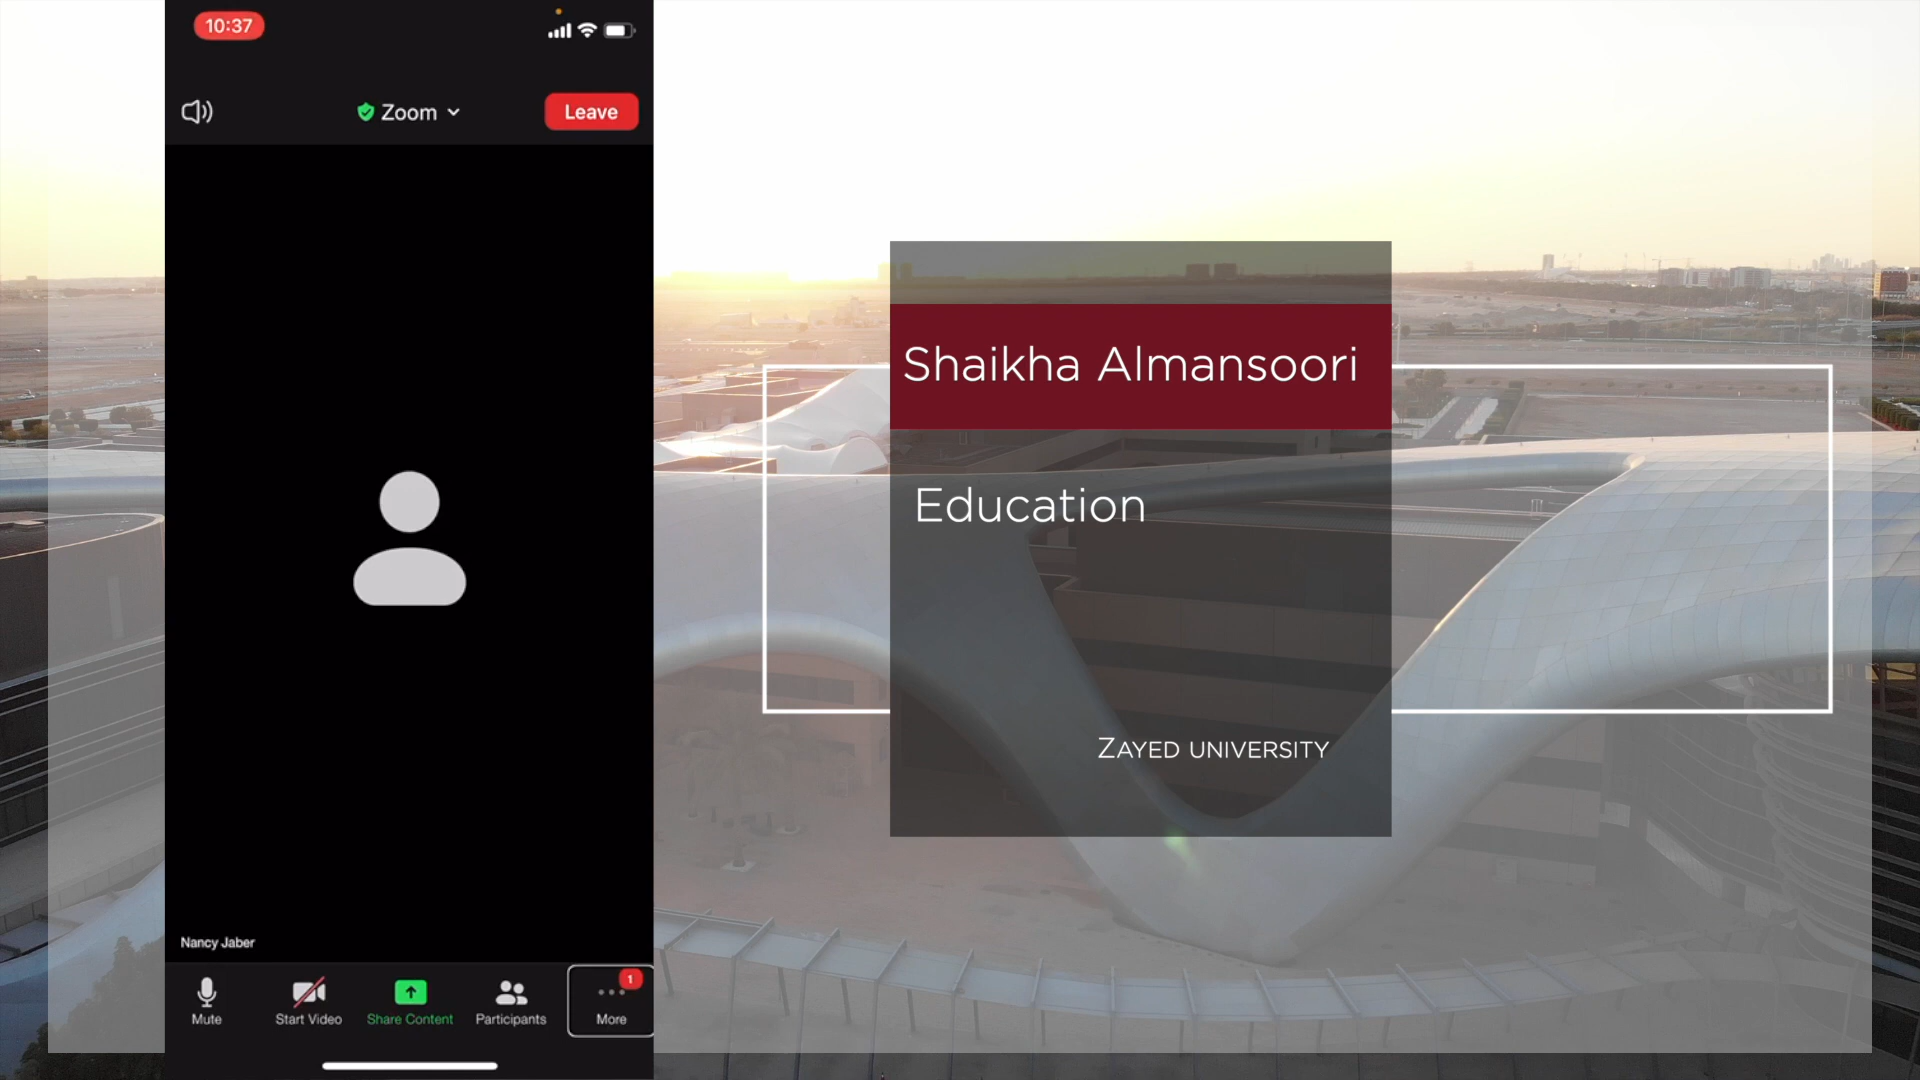 10:37
Zoom
Leave
Shaikha Almansoori
Education
ZAYED UNIVERSITY
Nancy Jaber
1
Mute
Start Video
Share Content
Participants
More